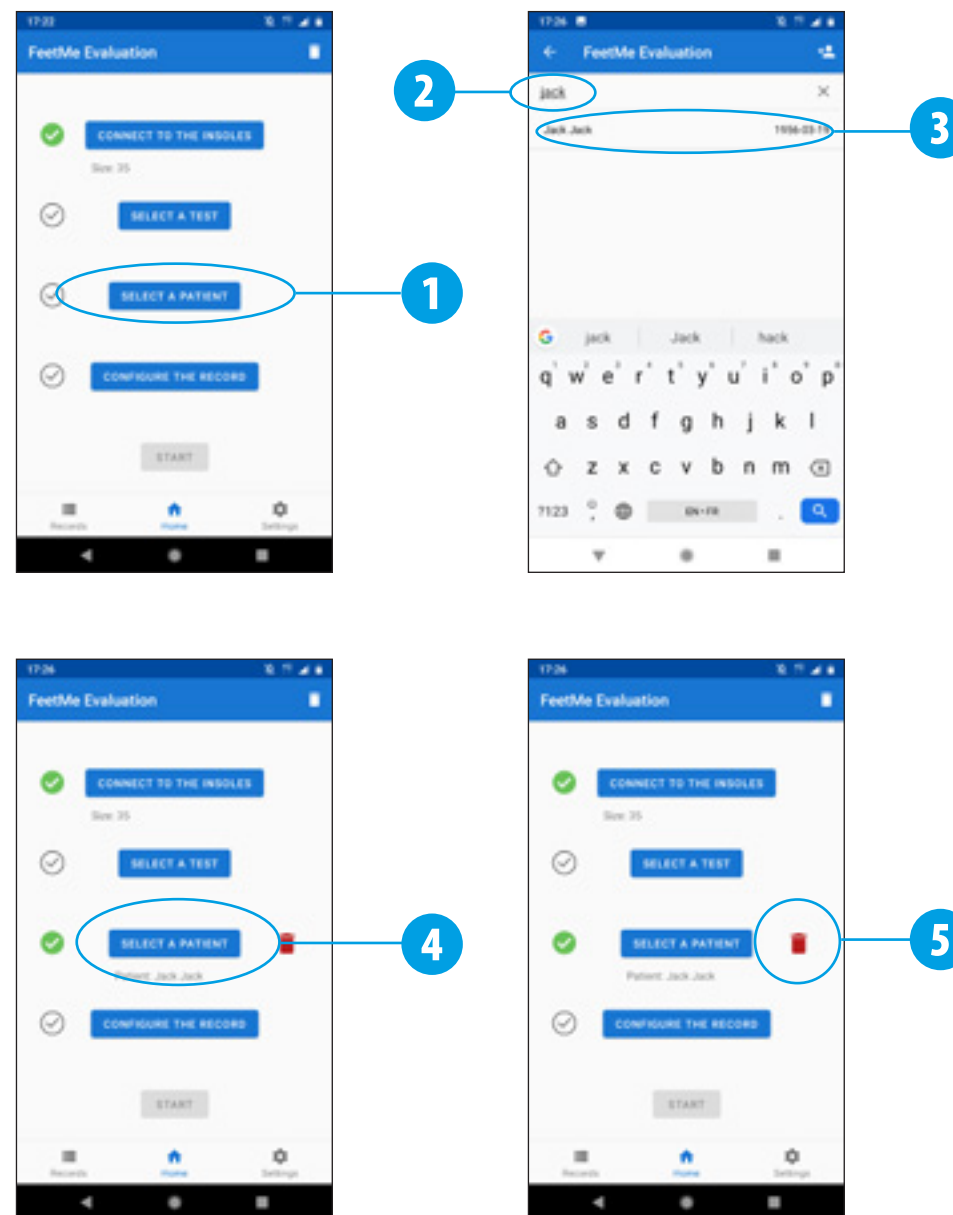 17:22
FeetMe Evaluation
CONNECT TO THE INSOLES
Size: 35
SELECT A TEST
SELECT A PATIENT
CONFIGURE THE RECORD
START
Records
Home
Settings
1
17:26
FeetMe Evaluation
2
jack
Jack Jack
1956-03-19
3
jack
Jack
hack
q w e r t y u i o p
a s d f g h j k l
z x c v b n m
?123
EN • FR
17:26
FeetMe Evaluation
CONNECT TO THE INSOLES
Size: 35
SELECT A TEST
SELECT A PATIENT
Patient: Jack Jack
CONFIGURE THE RECORD
START
Records
Home
Settings
4
17:26
FeetMe Evaluation
CONNECT TO THE INSOLES
Size: 35
SELECT A TEST
SELECT A PATIENT
Patient: Jack Jack
CONFIGURE THE RECORD
START
Records
Home
Settings
5